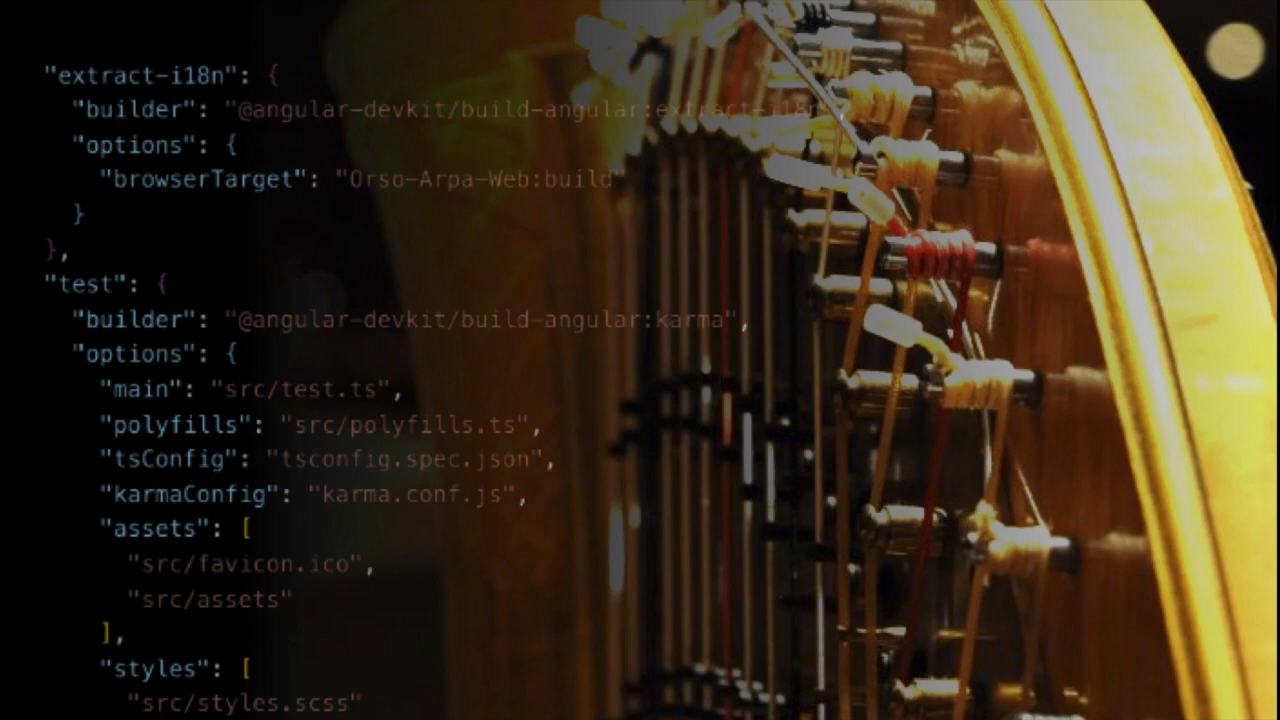 "extract-i18n": {
"builder": "@angular-devkit/build-angular:extract-i18n"
"options": {
"browserTarget": "Orso-Arpa-Web:build"
}
},
"test": {
"builder": "@angular-devkit/build-angular:karma",
"options": {
"main": "src/test.ts",
"polyfills": "src/polyfills.ts",
"tsConfig": "tsconfig.spec.json",
"karmaConfig": "karma.conf.js",
"assets": [
"src/favicon.ico",
"src/assets"
],
"styles": [
"src/styles.scss"